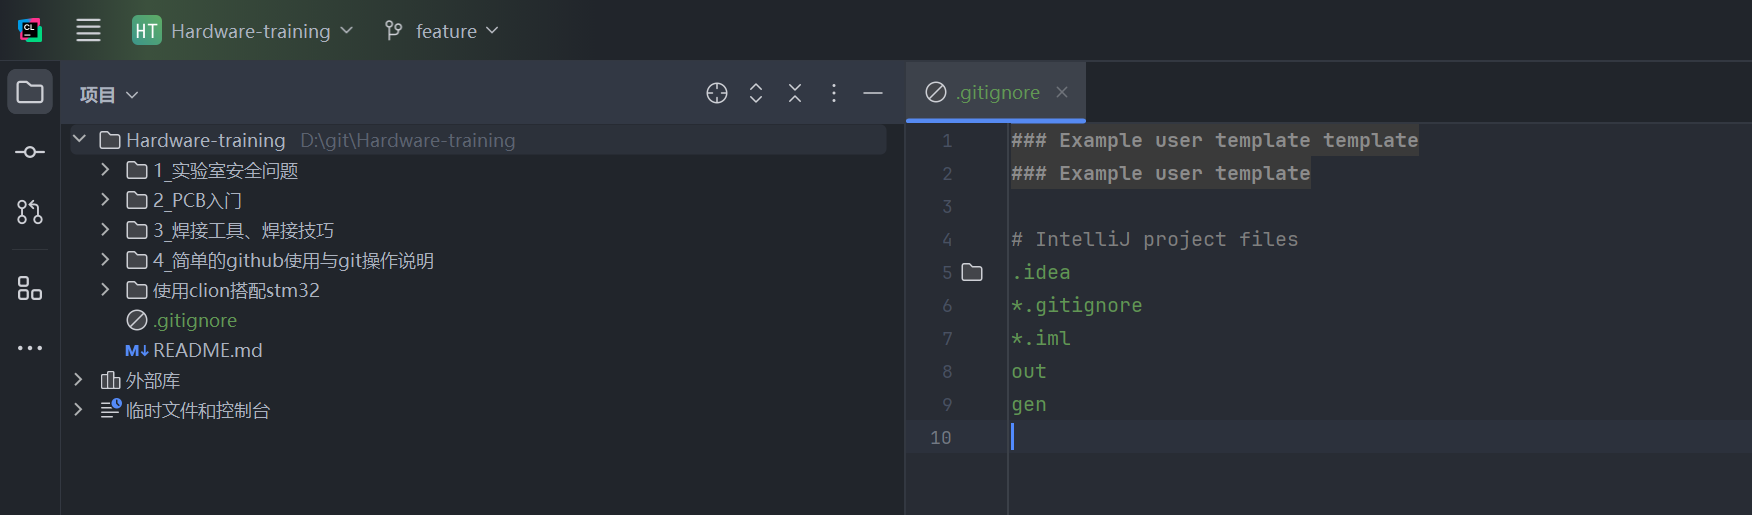 CL
HT Hardware-training feature
项目
.gitignore
Hardware-training D:\git\Hardware-training
1_实验室安全问题
2_PCB入门
3_焊接工具、焊接技巧
4_简单的github使用与git操作说明
使用clion搭配stm32
.gitignore
M↓ README.md
外部库
临时文件和控制台
1 ### Example user template template
2 ### Example user template
3
4 # IntelliJ project files
5 .idea
6 *.gitignore
7 *.iml
8 out
9 gen
10